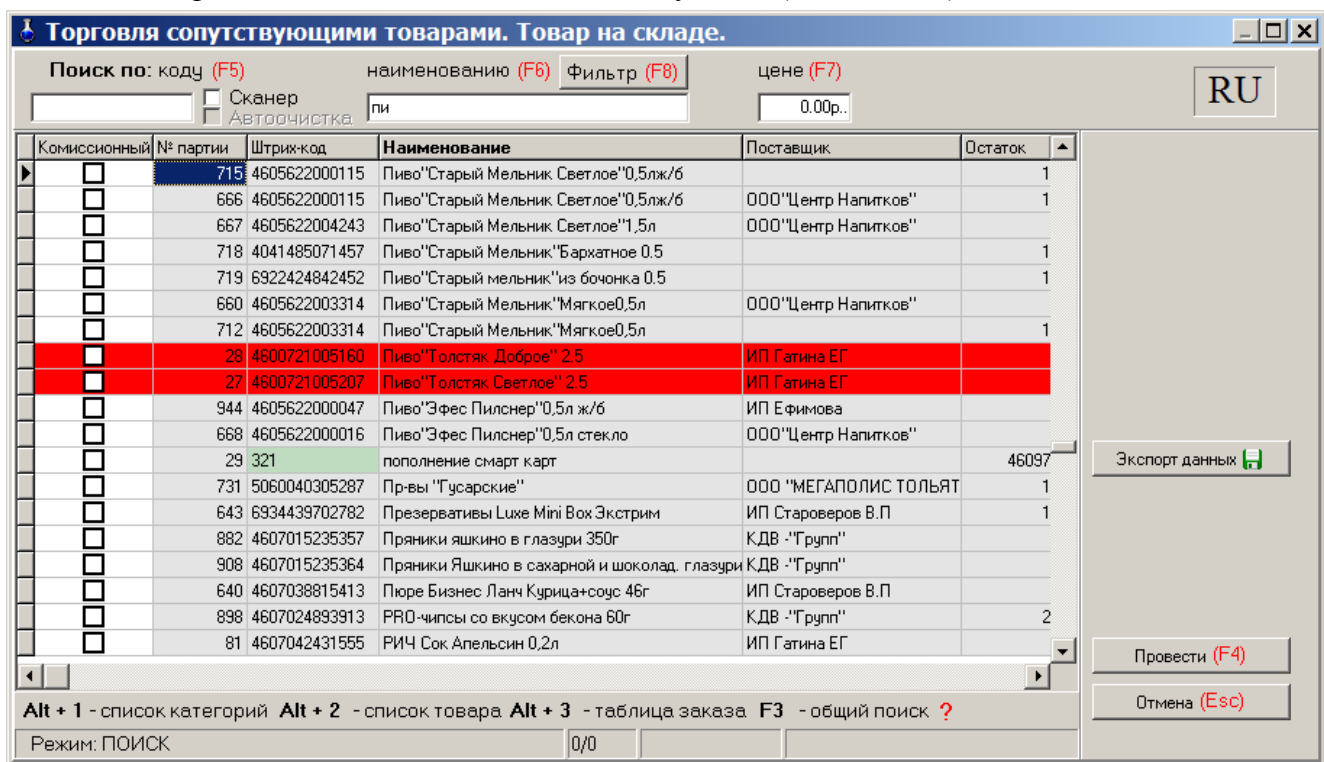 Торговля сопутствующими товарами. Товар на складе.
Поиск по: коду (F5) наименованию (F6) Фильтр (F8) цене (F7)
RU
Сканер
Автоочистка
пи
0.00р..
Комиссионный № партии Штрих-код Наименование Поставщик Остаток
715 4605622000115 Пиво"Старый Мельник Светлое"0,5лж/б 1
666 4605622000115 Пиво"Старый Мельник Светлое"0,5лж/б ООО"Центр Напитков" 1
667 4605622004243 Пиво"Старый Мельник Светлое"1,5л ООО"Центр Напитков"
718 4041485071457 Пиво"Старый Мельник"Бархатное 0.5 1
719 6922424842452 Пиво"Старый мельник"из бочонка 0.5 1
660 4605622003314 Пиво"Старый Мельник"Мягкое0,5л ООО"Центр Напитков"
712 4605622003314 Пиво"Старый Мельник"Мягкое0,5л 1
28 4600721005160 Пиво"Толстяк Доброе" 2.5 ИП Гатина ЕГ
27 4600721005207 Пиво"Толстяк Светлое" 2.5 ИП Гатина ЕГ
944 4605622000047 Пиво"Эфес Пилснер"0,5л ж/б ИП Ефимова
668 4605622000016 Пиво"Эфес Пилснер"0,5л стекло ООО"Центр Напитков"
29 321 пополнение смарт карт 46097
731 5060040305287 Пр-вы "Гусарские" ООО "МЕГАПОЛИС ТОЛЬЯТ 1
643 6934439702782 Презервативы Luxe Mini Box Экстрим ИП Староверов В.П 1
882 4607015235357 Пряники яшкино в глазури 350г КДВ -"Групп"
908 4607015235364 Пряники Яшкино в сахарной и шоколад. глазури КДВ -"Групп"
640 4607038815413 Пюре Бизнес Ланч Курица+соус 46г ИП Староверов В.П
898 4607024893913 PRO-чипсы со вкусом бекона 60г КДВ -"Групп" 2
81 4607042431555 РИЧ Сок Апельсин 0,2л ИП Гатина ЕГ
Экспорт данных
Провести (F4)
Отмена (Esc)
Alt + 1 - список категорий Alt + 2 - список товара Alt + 3 - таблица заказа F3 - общий поиск ?
Режим: ПОИСК 0/0